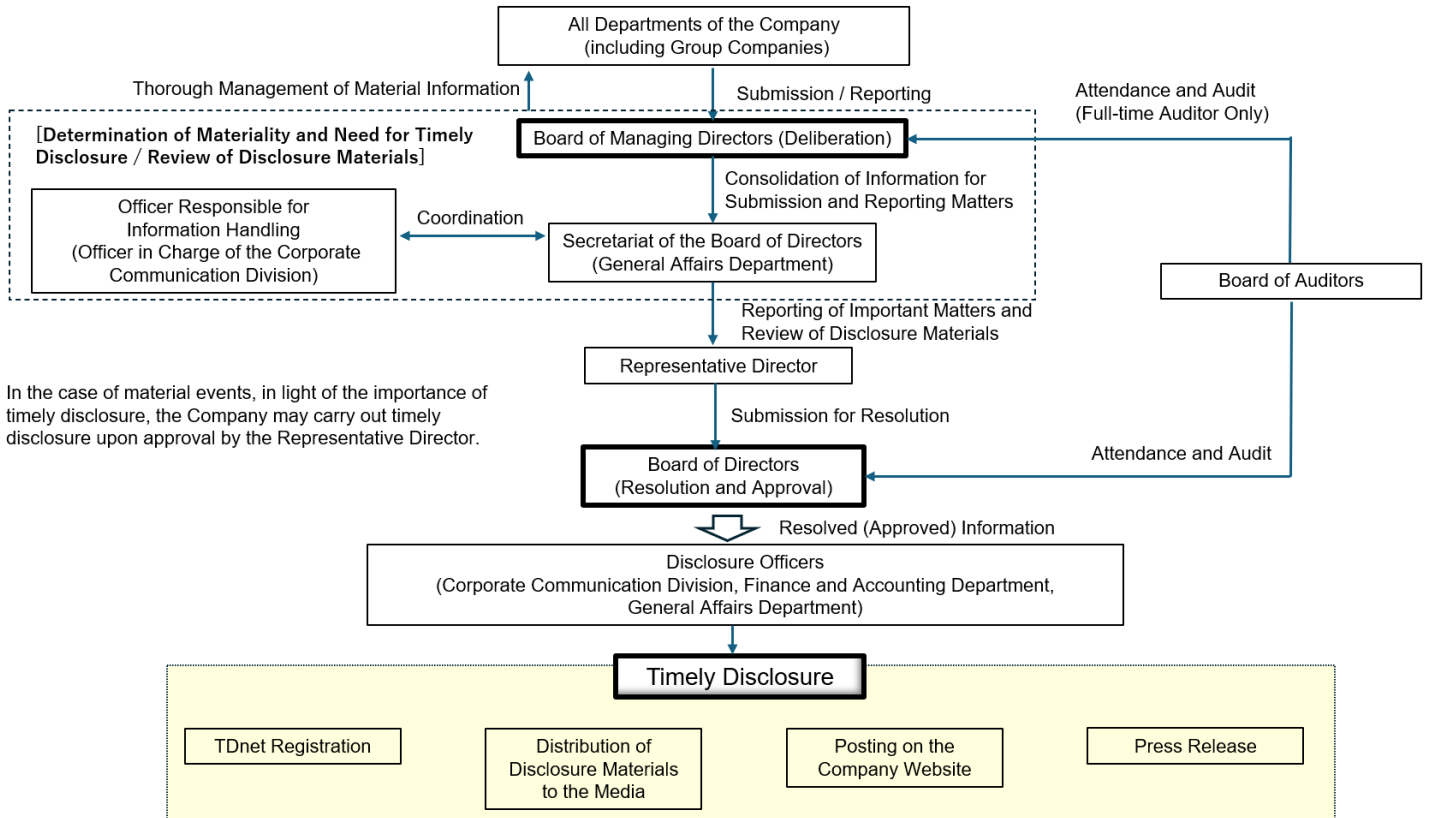 All Departments of the Company
(including Group Companies)
Thorough Management of Material Information
Submission / Reporting
Attendance and Audit
(Full-time Auditor Only)
[Determination of Materiality and Need for Timely
Disclosure / Review of Disclosure Materials]
Board of Managing Directors (Deliberation)
Consolidation of Information for
Submission and Reporting Matters
Officer Responsible for
Information Handling
(Officer in Charge of the Corporate
Communication Division)
Coordination
Secretariat of the Board of Directors
(General Affairs Department)
Board of Auditors
Reporting of Important Matters and
Review of Disclosure Materials
Representative Director
In the case of material events, in light of the importance of
timely disclosure, the Company may carry out timely
disclosure upon approval by the Representative Director.
Submission for Resolution
Attendance and Audit
Board of Directors
(Resolution and Approval)
Resolved (Approved) Information
Disclosure Officers
(Corporate Communication Division, Finance and Accounting Department,
General Affairs Department)
Timely Disclosure
TDnet Registration
Distribution of
Disclosure Materials
to the Media
Posting on the
Company Website
Press Release